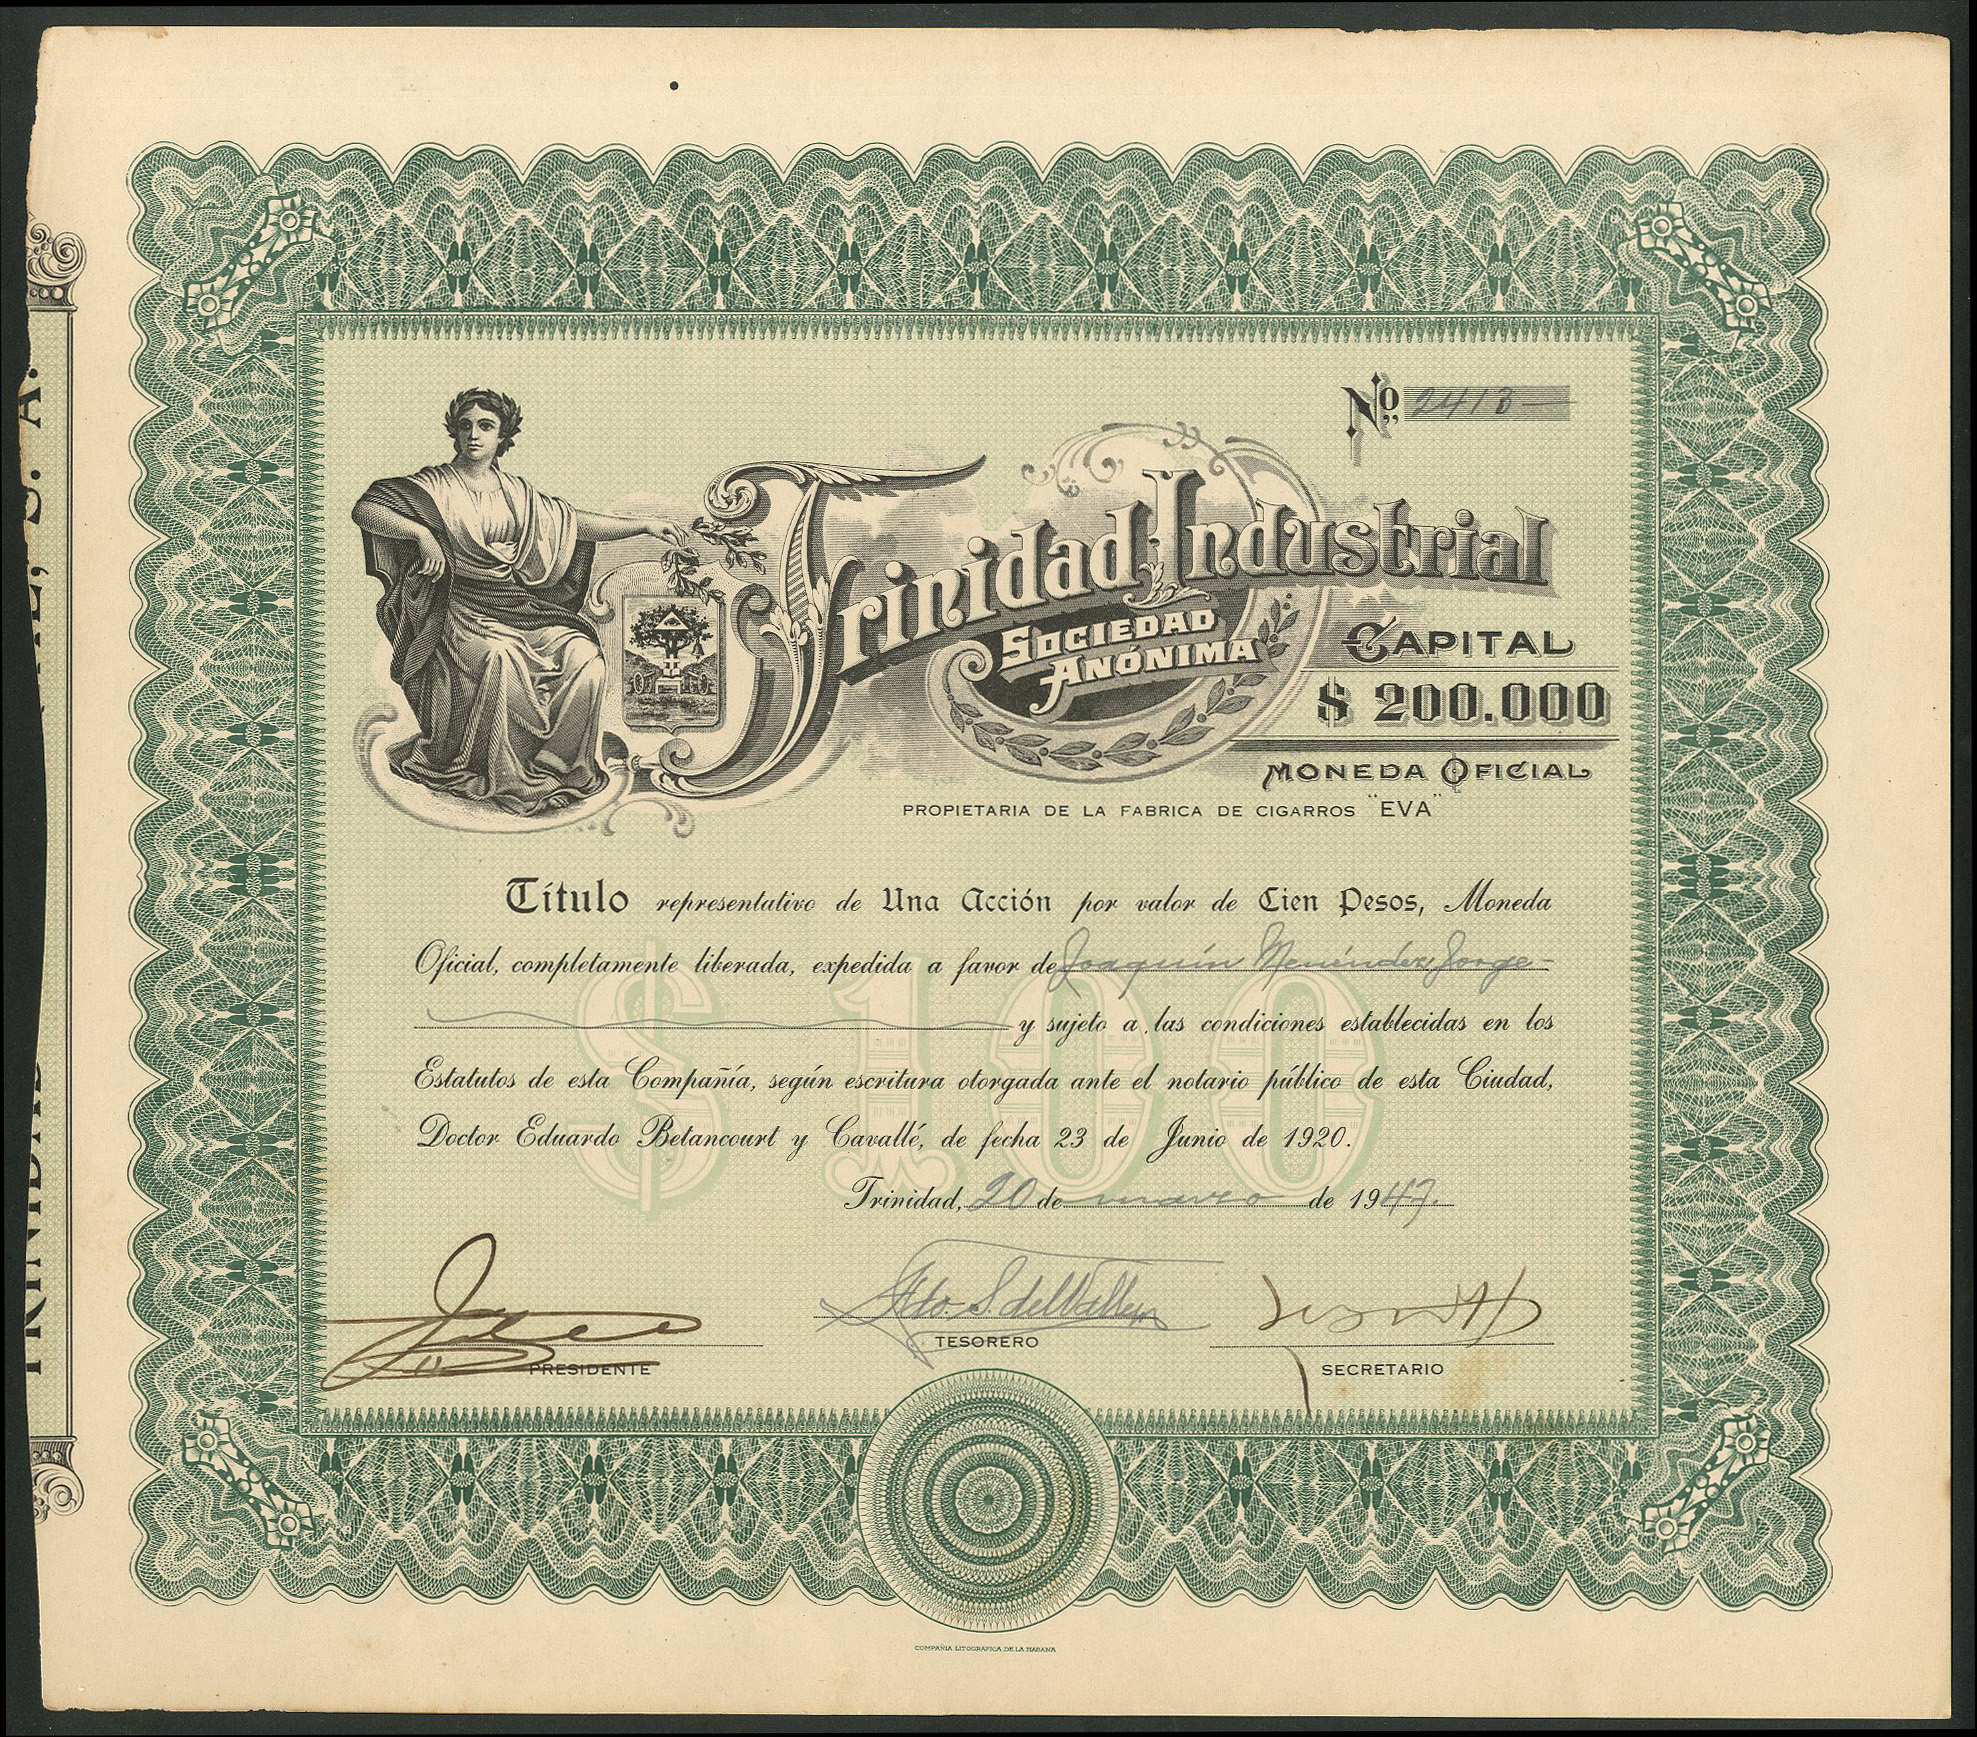 Nº 2413
Trinidad Industrial
SOCIEDAD
ANÓNIMA
CAPITAL
$ 200.000
MONEDA OFICIAL
PROPIETARIA DE LA FABRICA DE CIGARROS "EVA"
Título representativo de Una Acción por valor de Cien Pesos, Moneda
Oficial, completamente liberada, expedida a favor de Joaquín Menéndez Jorge-
y sujeto a las condiciones establecidas en los
Estatutos de esta Compañía, según escritura otorgada ante el notario público de esta Ciudad,
Doctor Eduardo Betancourt y Cavallé, de fecha 23 de Junio de 1920.
$100
Trinidad, 20 de marzo de 1947.
PRESIDENTE
TESORERO
SECRETARIO
COMPAÑIA LITOGRAFICA DE LA HABANA
S. A.